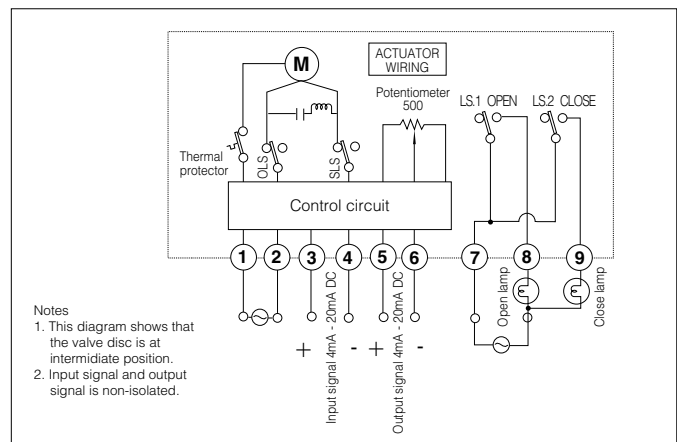 ACTUATOR
WIRING
M
Potentiometer
500
LS.1 OPEN
LS.2 CLOSE
Thermal
protector
OLS
SLS
Control circuit
1
2
3
4
5
6
7
8
9
Open lamp
Close lamp
+
Input signal 4mA - 20mA DC
-
+
Output signal 4mA - 20mA DC
-
Notes
1. This diagram shows that
the valve disc is at
intermidiate position.
2. Input signal and output
signal is non-isolated.